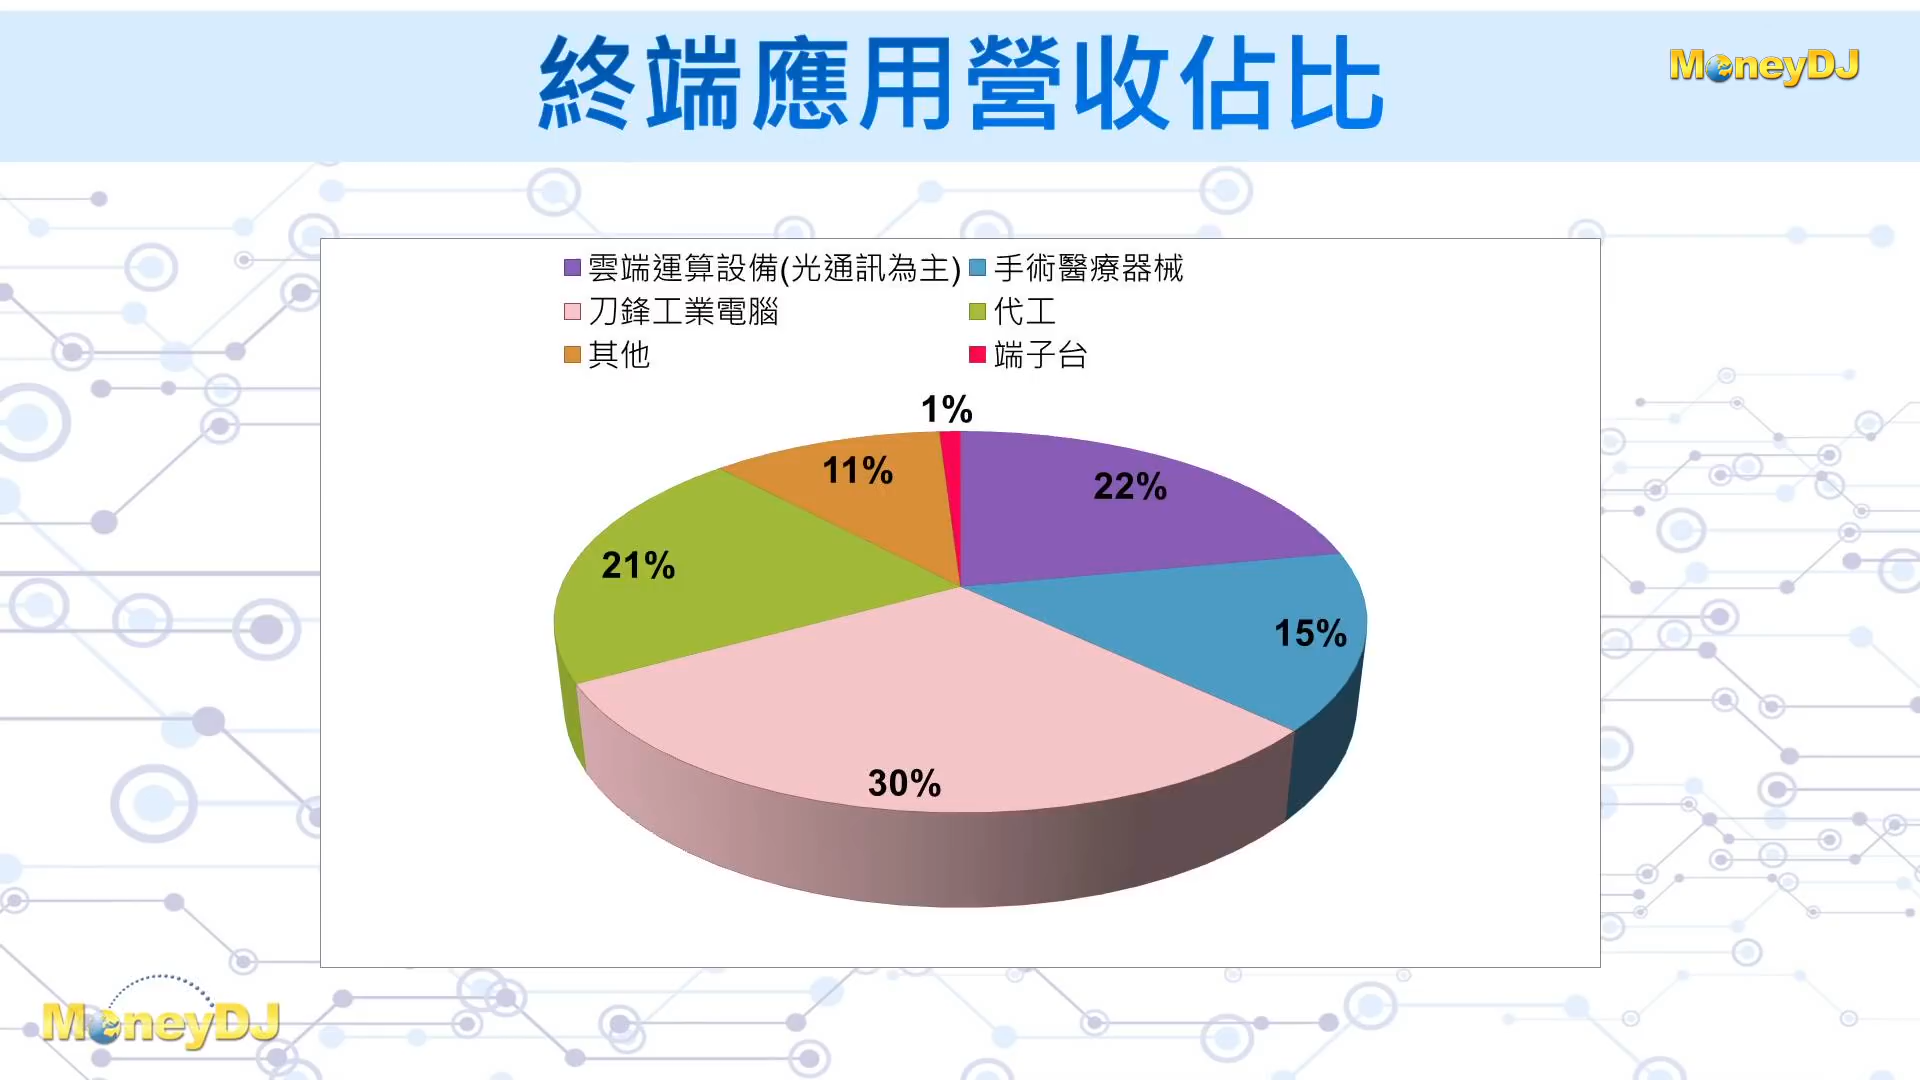 終端應用營收佔比
MoneyDJ
雲端運算設備(光通訊為主) 手術醫療器械
刀鋒工業電腦 代工
其他 端子台
1%
11%
22%
21%
15%
30%
MoneyDJ